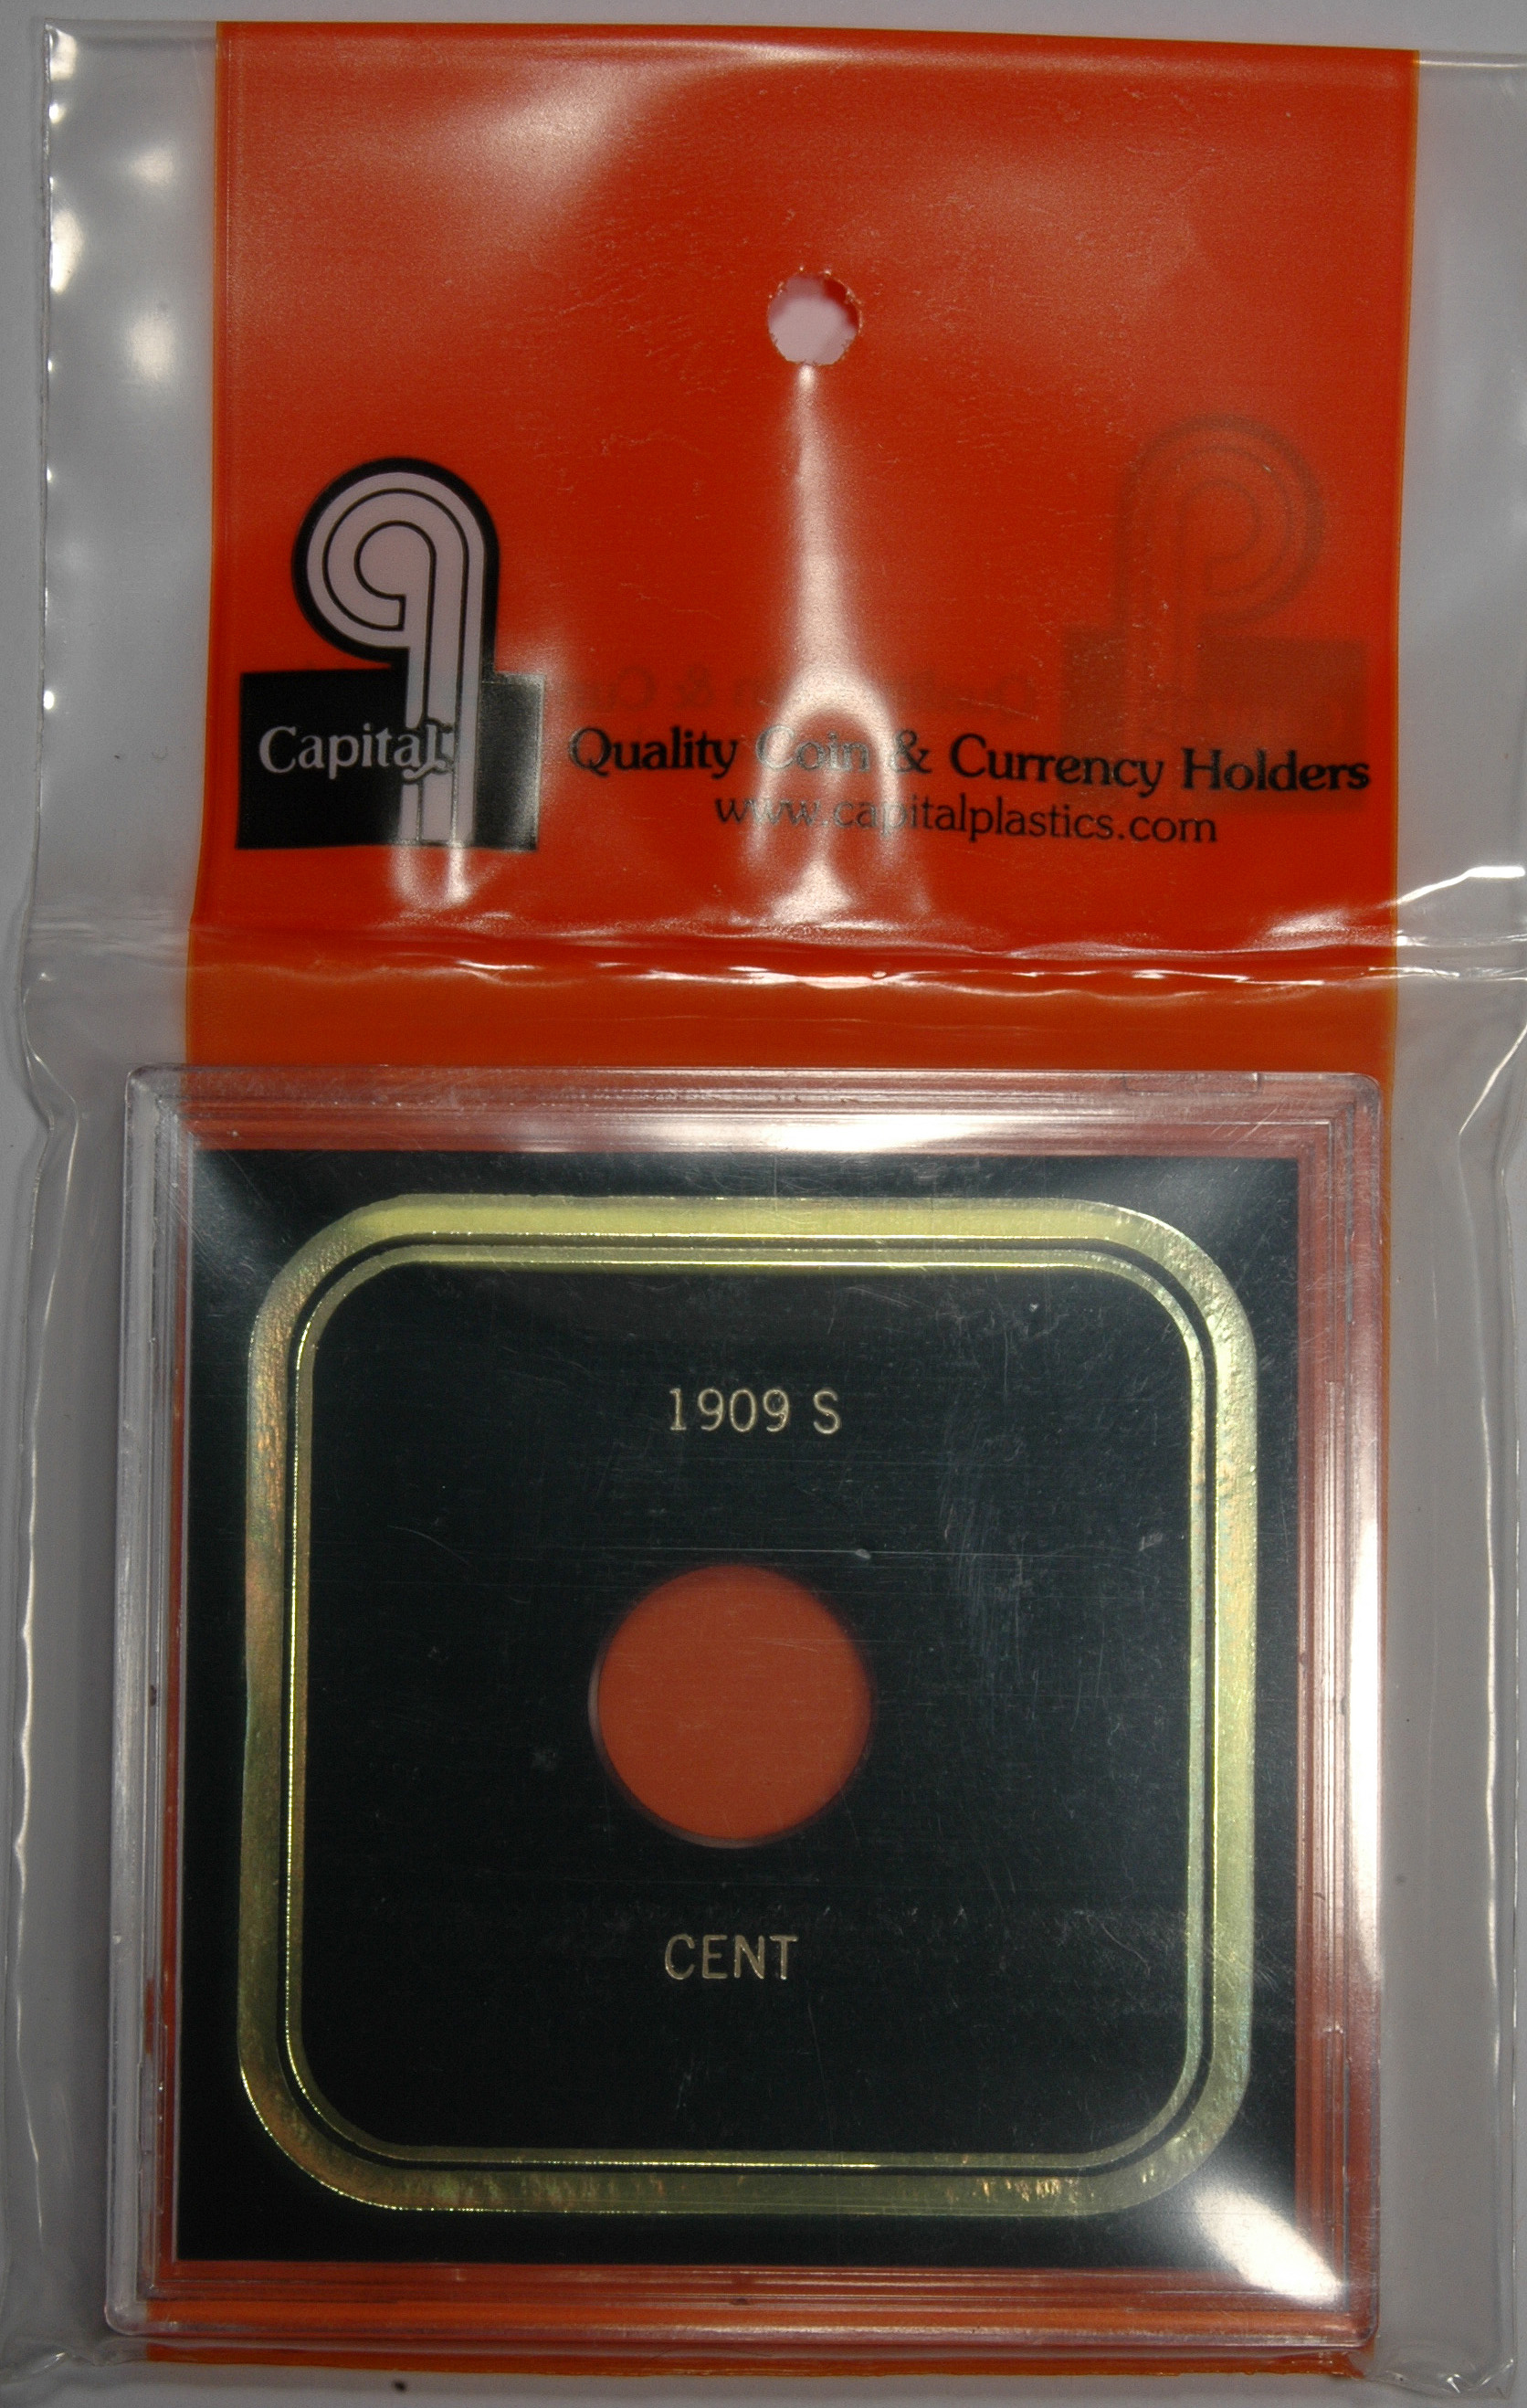 Capital
Quality Coin & Currency Holders
www.capitalplastics.com
1909 S
CENT